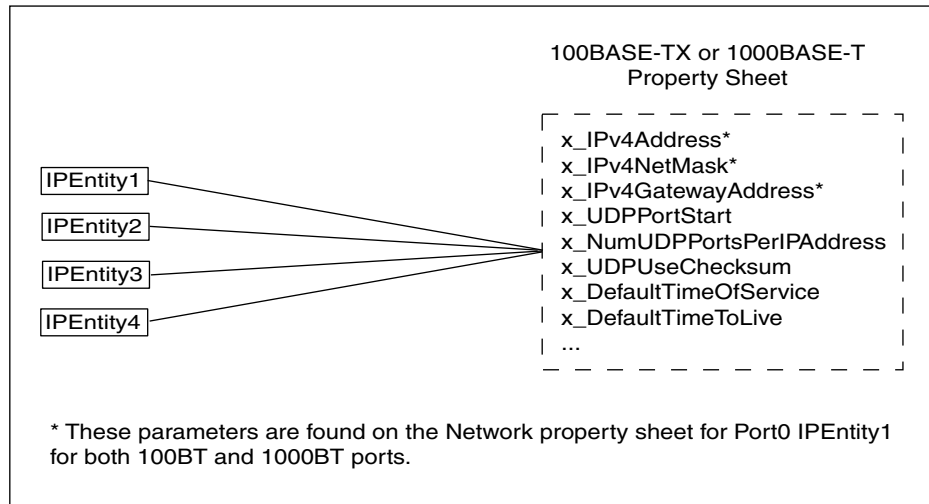 100BASE-TX or 1000BASE-T
Property Sheet
x_IPv4Address*
x_IPv4NetMask*
x_IPv4GatewayAddress*
x_UDPPortStart
x_NumUDPPortsPerIPAddress
x_UDPUseChecksum
x_DefaultTimeOfService
x_DefaultTimeToLive
...
IPEntity1
IPEntity2
IPEntity3
IPEntity4
* These parameters are found on the Network property sheet for Port0 IPEntity1
for both 100BT and 1000BT ports.